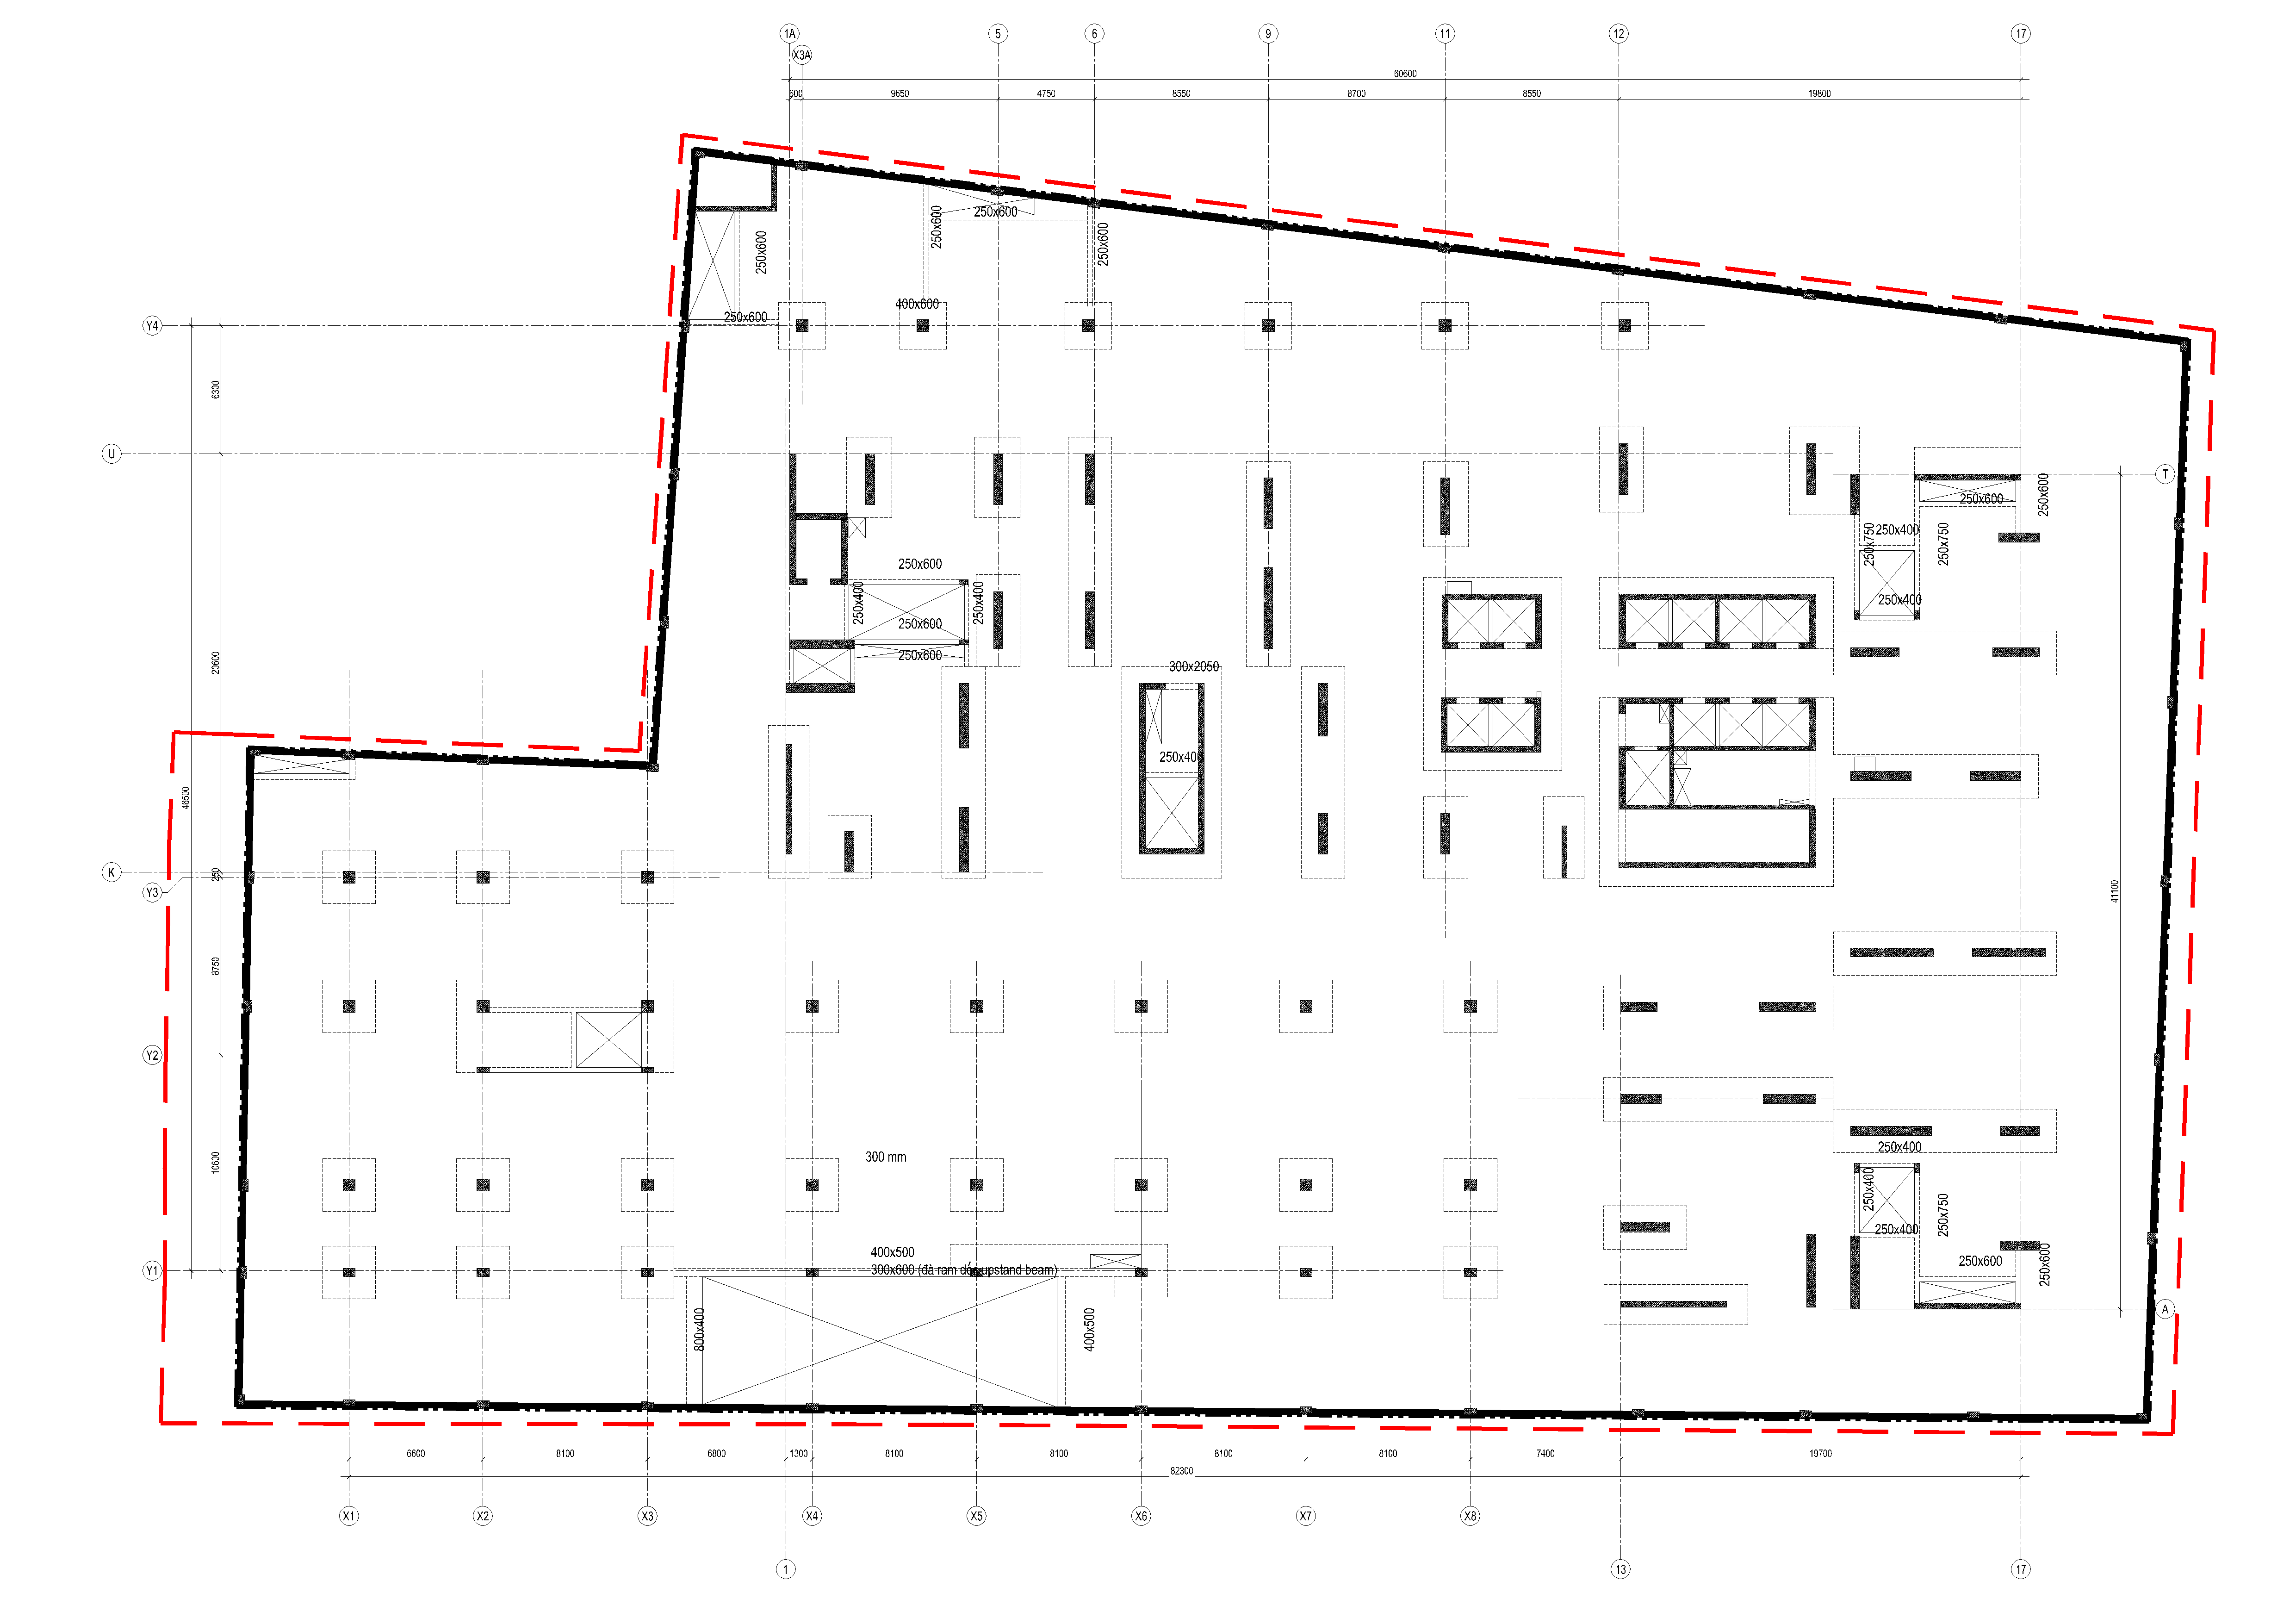 1A
5
6
9
11
12
17
X3A
60600
600
9650
4750
8550
8700
8550
19800
250x600
250x600
250x600
250x600
250x600
400x600
250x600
Y4
6300
U
T
250x600
250x600
250x400
250x750
250x750
250x600
250x400
250x400
250x400
250x600
250x600
20600
300x2050
250x400
46500
K
250
Y3
41100
8750
Y2
250x400
300 mm
10600
250x400
250x750
250x400
400x500
Y1
300x600 (đà ram dốc upstand beam)
250x600
250x600
A
800x400
400x500
6600
8100
6800
1300
8100
8100
8100
8100
7400
19700
82300
X1
X2
X3
X4
X5
X6
X7
X8
1
13
17